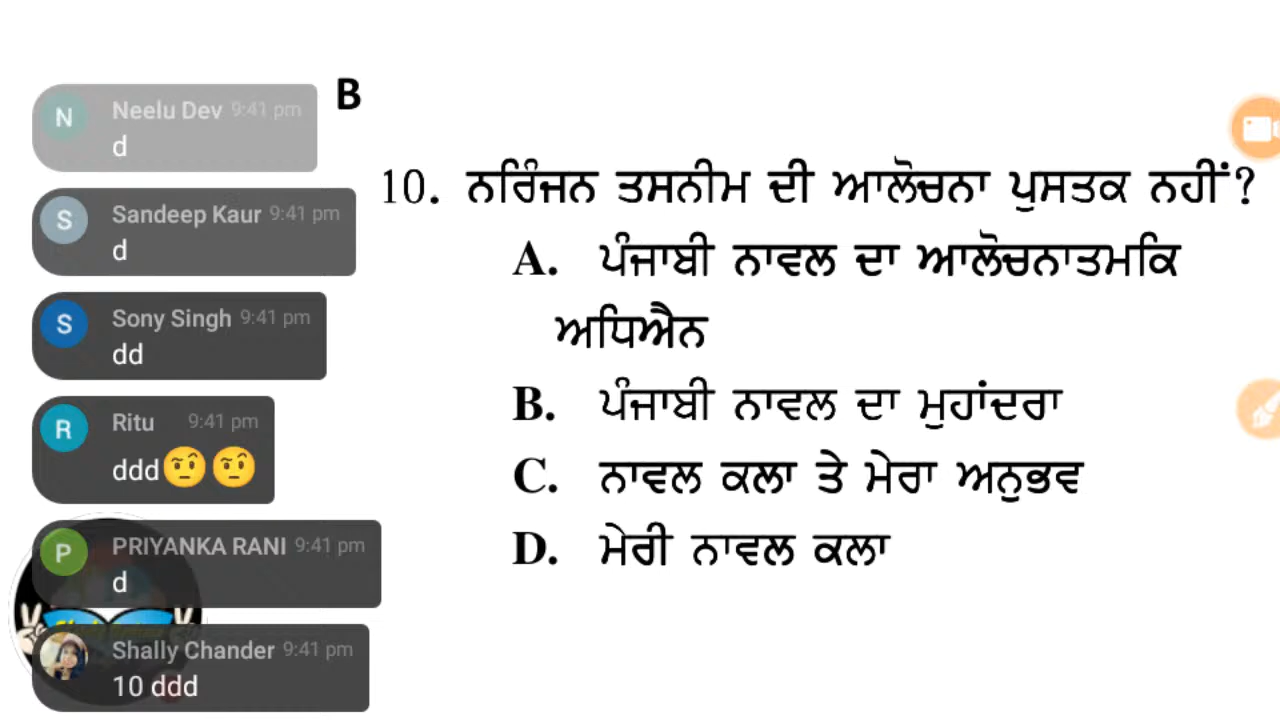 B
N
Neelu Dev 9:41 pm
d
S
Sandeep Kaur 9:41 pm
d
S
Sony Singh 9:41 pm
dd
R
Ritu 9:41 pm
ddd🤨🤨
P
PRIYANKA RANI 9:41 pm
d
Shally Chander 9:41 pm
10 ddd
10. ਨਰਿੰਜਨ ਤਸਨੀਮ ਦੀ ਆਲੋਚਨਾ ਪੁਸਤਕ ਨਹੀਂ?
A. ਪੰਜਾਬੀ ਨਾਵਲ ਦਾ ਆਲੋਚਨਾਤਮਕਿ
ਅਧਿਐਨ
B. ਪੰਜਾਬੀ ਨਾਵਲ ਦਾ ਮੁਹਾਂਦਰਾ
C. ਨਾਵਲ ਕਲਾ ਤੇ ਮੇਰਾ ਅਨੁਭਵ
D. ਮੇਰੀ ਨਾਵਲ ਕਲਾ